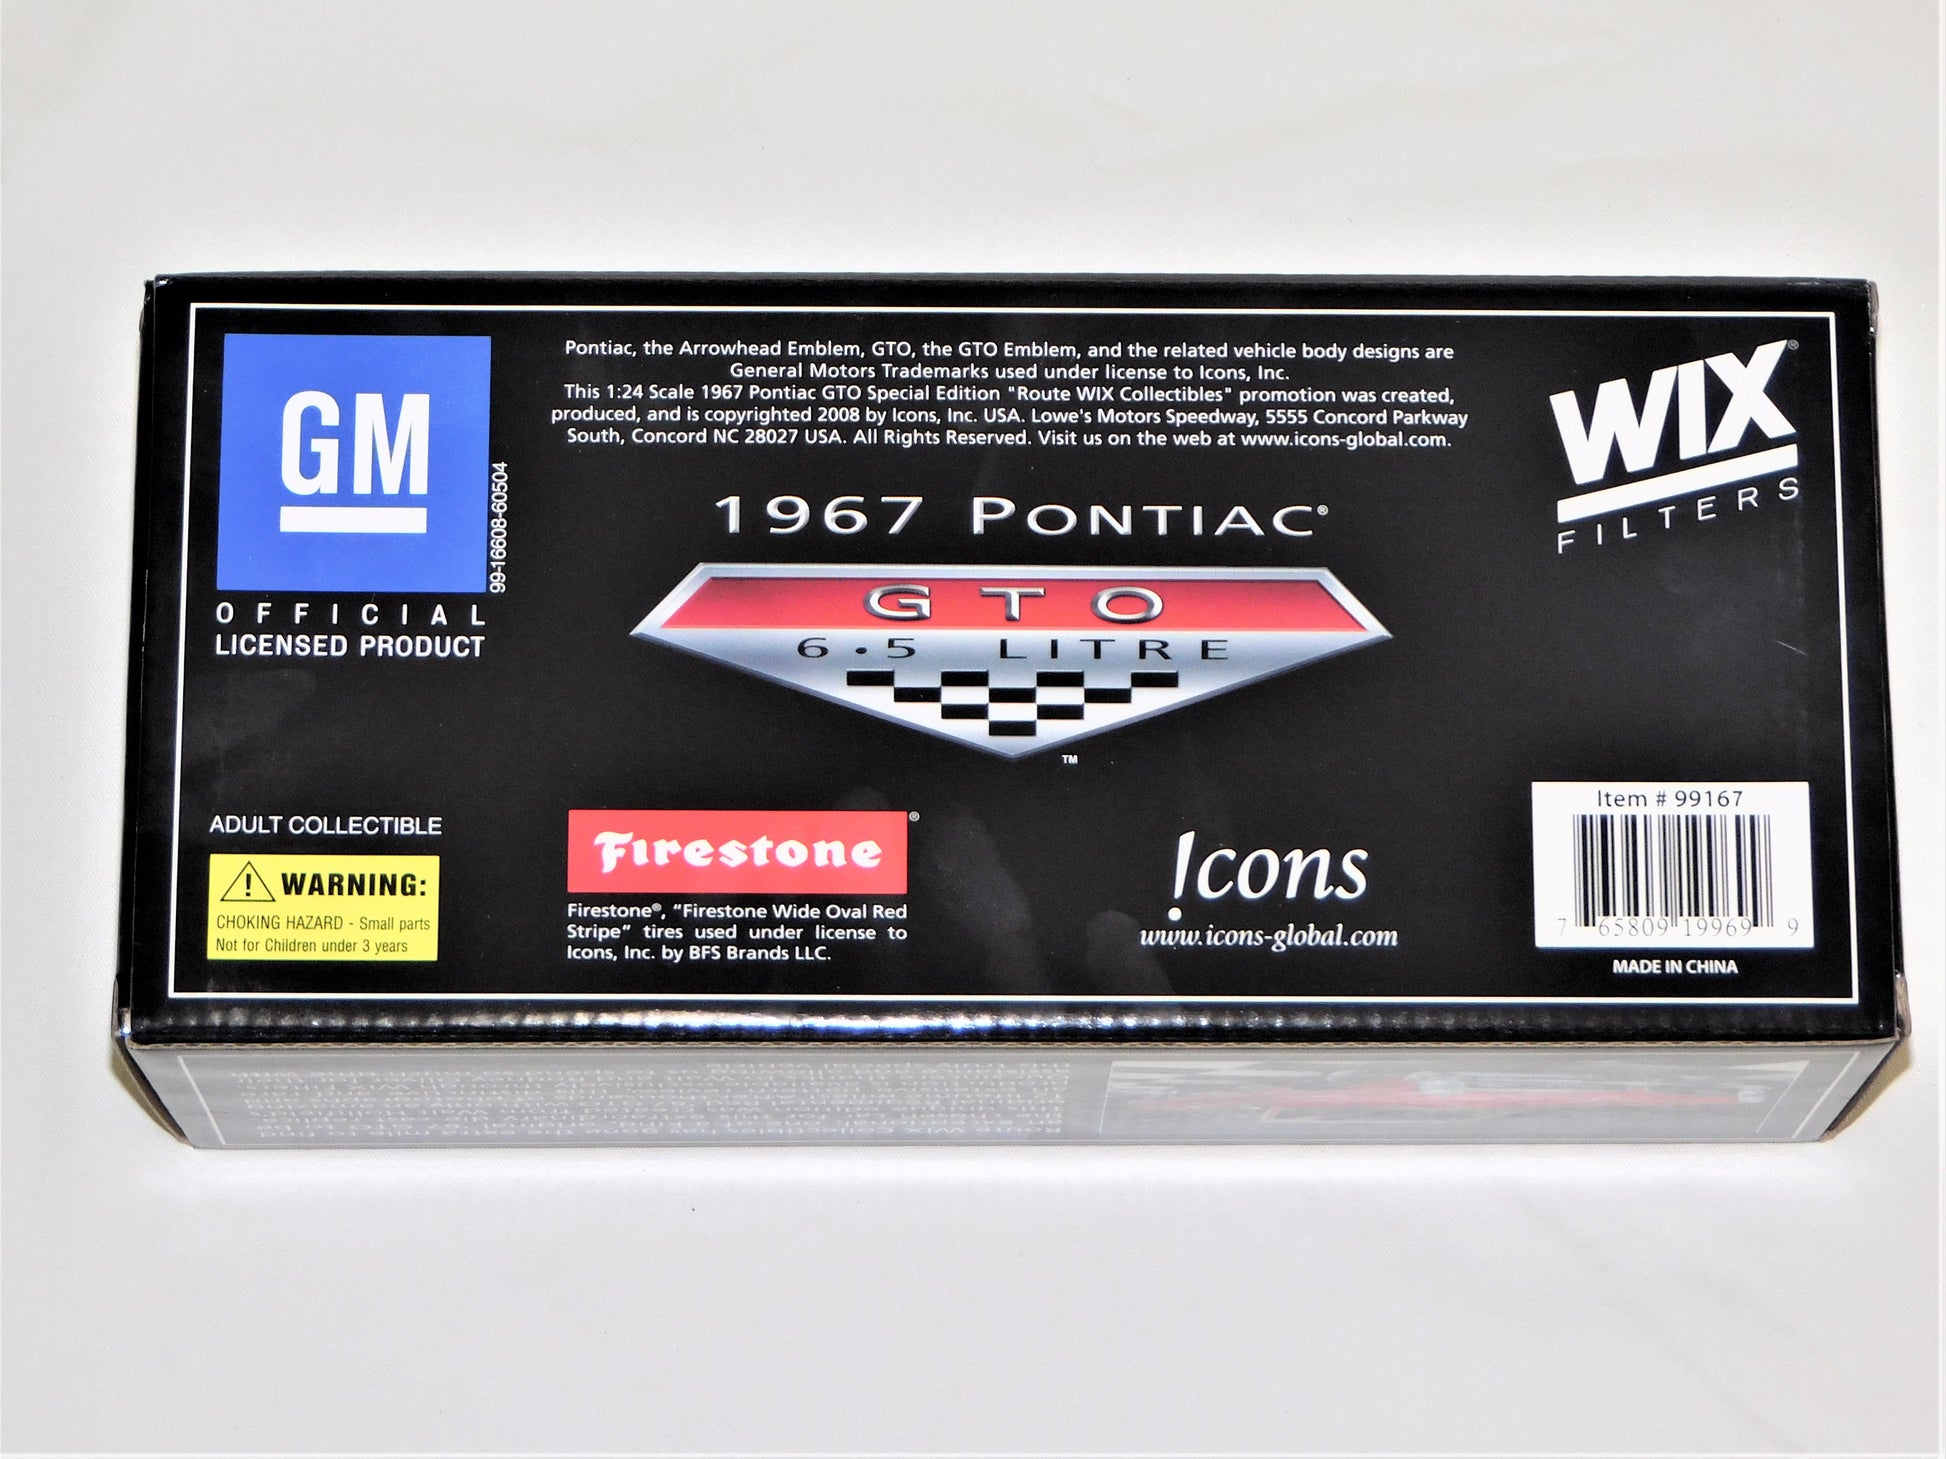 GM
99-16608-60504
OFFICIAL
LICENSED PRODUCT
Pontiac, the Arrowhead Emblem, GTO, the GTO Emblem, and the related vehicle body designs are
General Motors Trademarks used under license to Icons, Inc.
This 1:24 Scale 1967 Pontiac GTO Special Edition "Route WIX Collectibles" promotion was created,
produced, and is copyrighted 2008 by Icons, Inc. USA. Lowe's Motors Speedway, 5555 Concord Parkway
South, Concord NC 28027 USA. All Rights Reserved. Visit us on the web at www.icons-global.com.
WIX®
FILTERS
1967 PONTIAC®
GTO
6.5 LITRE
TM
ADULT COLLECTIBLE
WARNING:
CHOKING HAZARD - Small parts
Not for Children under 3 years
Firestone®
Firestone®, "Firestone Wide Oval Red
Stripe" tires used under license to
Icons, Inc. by BFS Brands LLC.
Icons
www.icons-global.com
Item # 99167
7 65809 19969 9
MADE IN CHINA